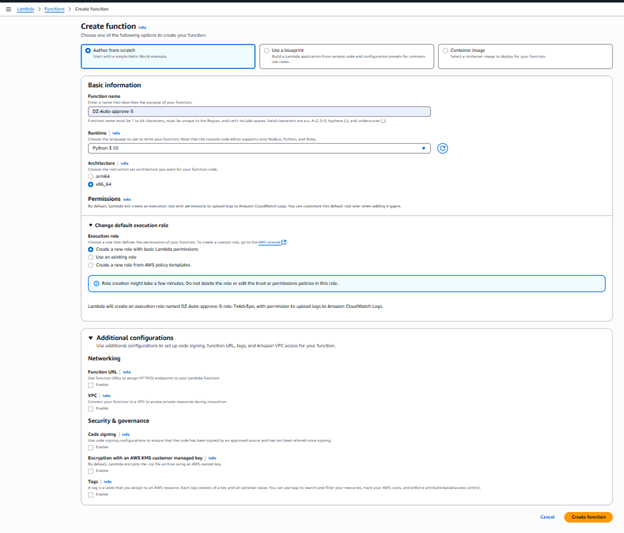 Lambda > Functions > Create function
Create function Info
Choose one of the following options to create your function.
Author from scratch
Start with a simple Hello World example.
Use a blueprint
Build a Lambda application from sample code and configuration presets for common use cases.
Container image
Select a container image to deploy for your function.
Basic information
Function name
Enter a name that describes the purpose of your function.
DZ-Auto-approve-5
Function name must be 1 to 64 characters, must be unique to the Region, and can't include spaces. Valid characters are a-z, A-Z, 0-9, hyphens (-), and underscores (_).
Runtime | Info
Choose the language to use to write your function. Note that the console code editor supports only Node.js, Python, and Ruby.
Python 3.10
Architecture | Info
Choose the instruction set architecture you want for your function code.
arm64
x86_64
Permissions Info
By default, Lambda will create an execution role with permissions to upload logs to Amazon CloudWatch Logs. You can customize this default role later when adding triggers.
Change default execution role
Execution role
Choose a role that defines the permissions of your function. To create a custom role, go to the IAM console
Create a new role with basic Lambda permissions
Use an existing role
Create a new role from AWS policy templates
Role creation might take a few minutes. Do not delete the role or edit the trust or permissions policies in this role.
Lambda will create an execution role named with permission to upload logs to Amazon CloudWatch Logs.
Additional configurations
Use additional configurations to set up code signing, function URL, tags, and Amazon VPC access for your function.
Networking
Function URL | Info
Use function URLs to assign HTTP(S) endpoints to your Lambda function.
Enable
VPC | Info
Connect your function to a VPC to access private resources during invocation.
Enable
Security & governance
Code signing | Info
Use code signing configurations to ensure that the code has been signed by an approved source and has not been altered since signing.
Enable
Encryption with an AWS KMS customer managed key | Info
By default, Lambda encrypts the .zip file archive using an AWS owned key.
Enable
Tags | Info
A tag is a label that you assign to an AWS resource. Each tag consists of a key and an optional value. You can use tags to search and filter your resources, track your AWS costs, and enforce attribute-based access control.
Enable
Cancel
Create function